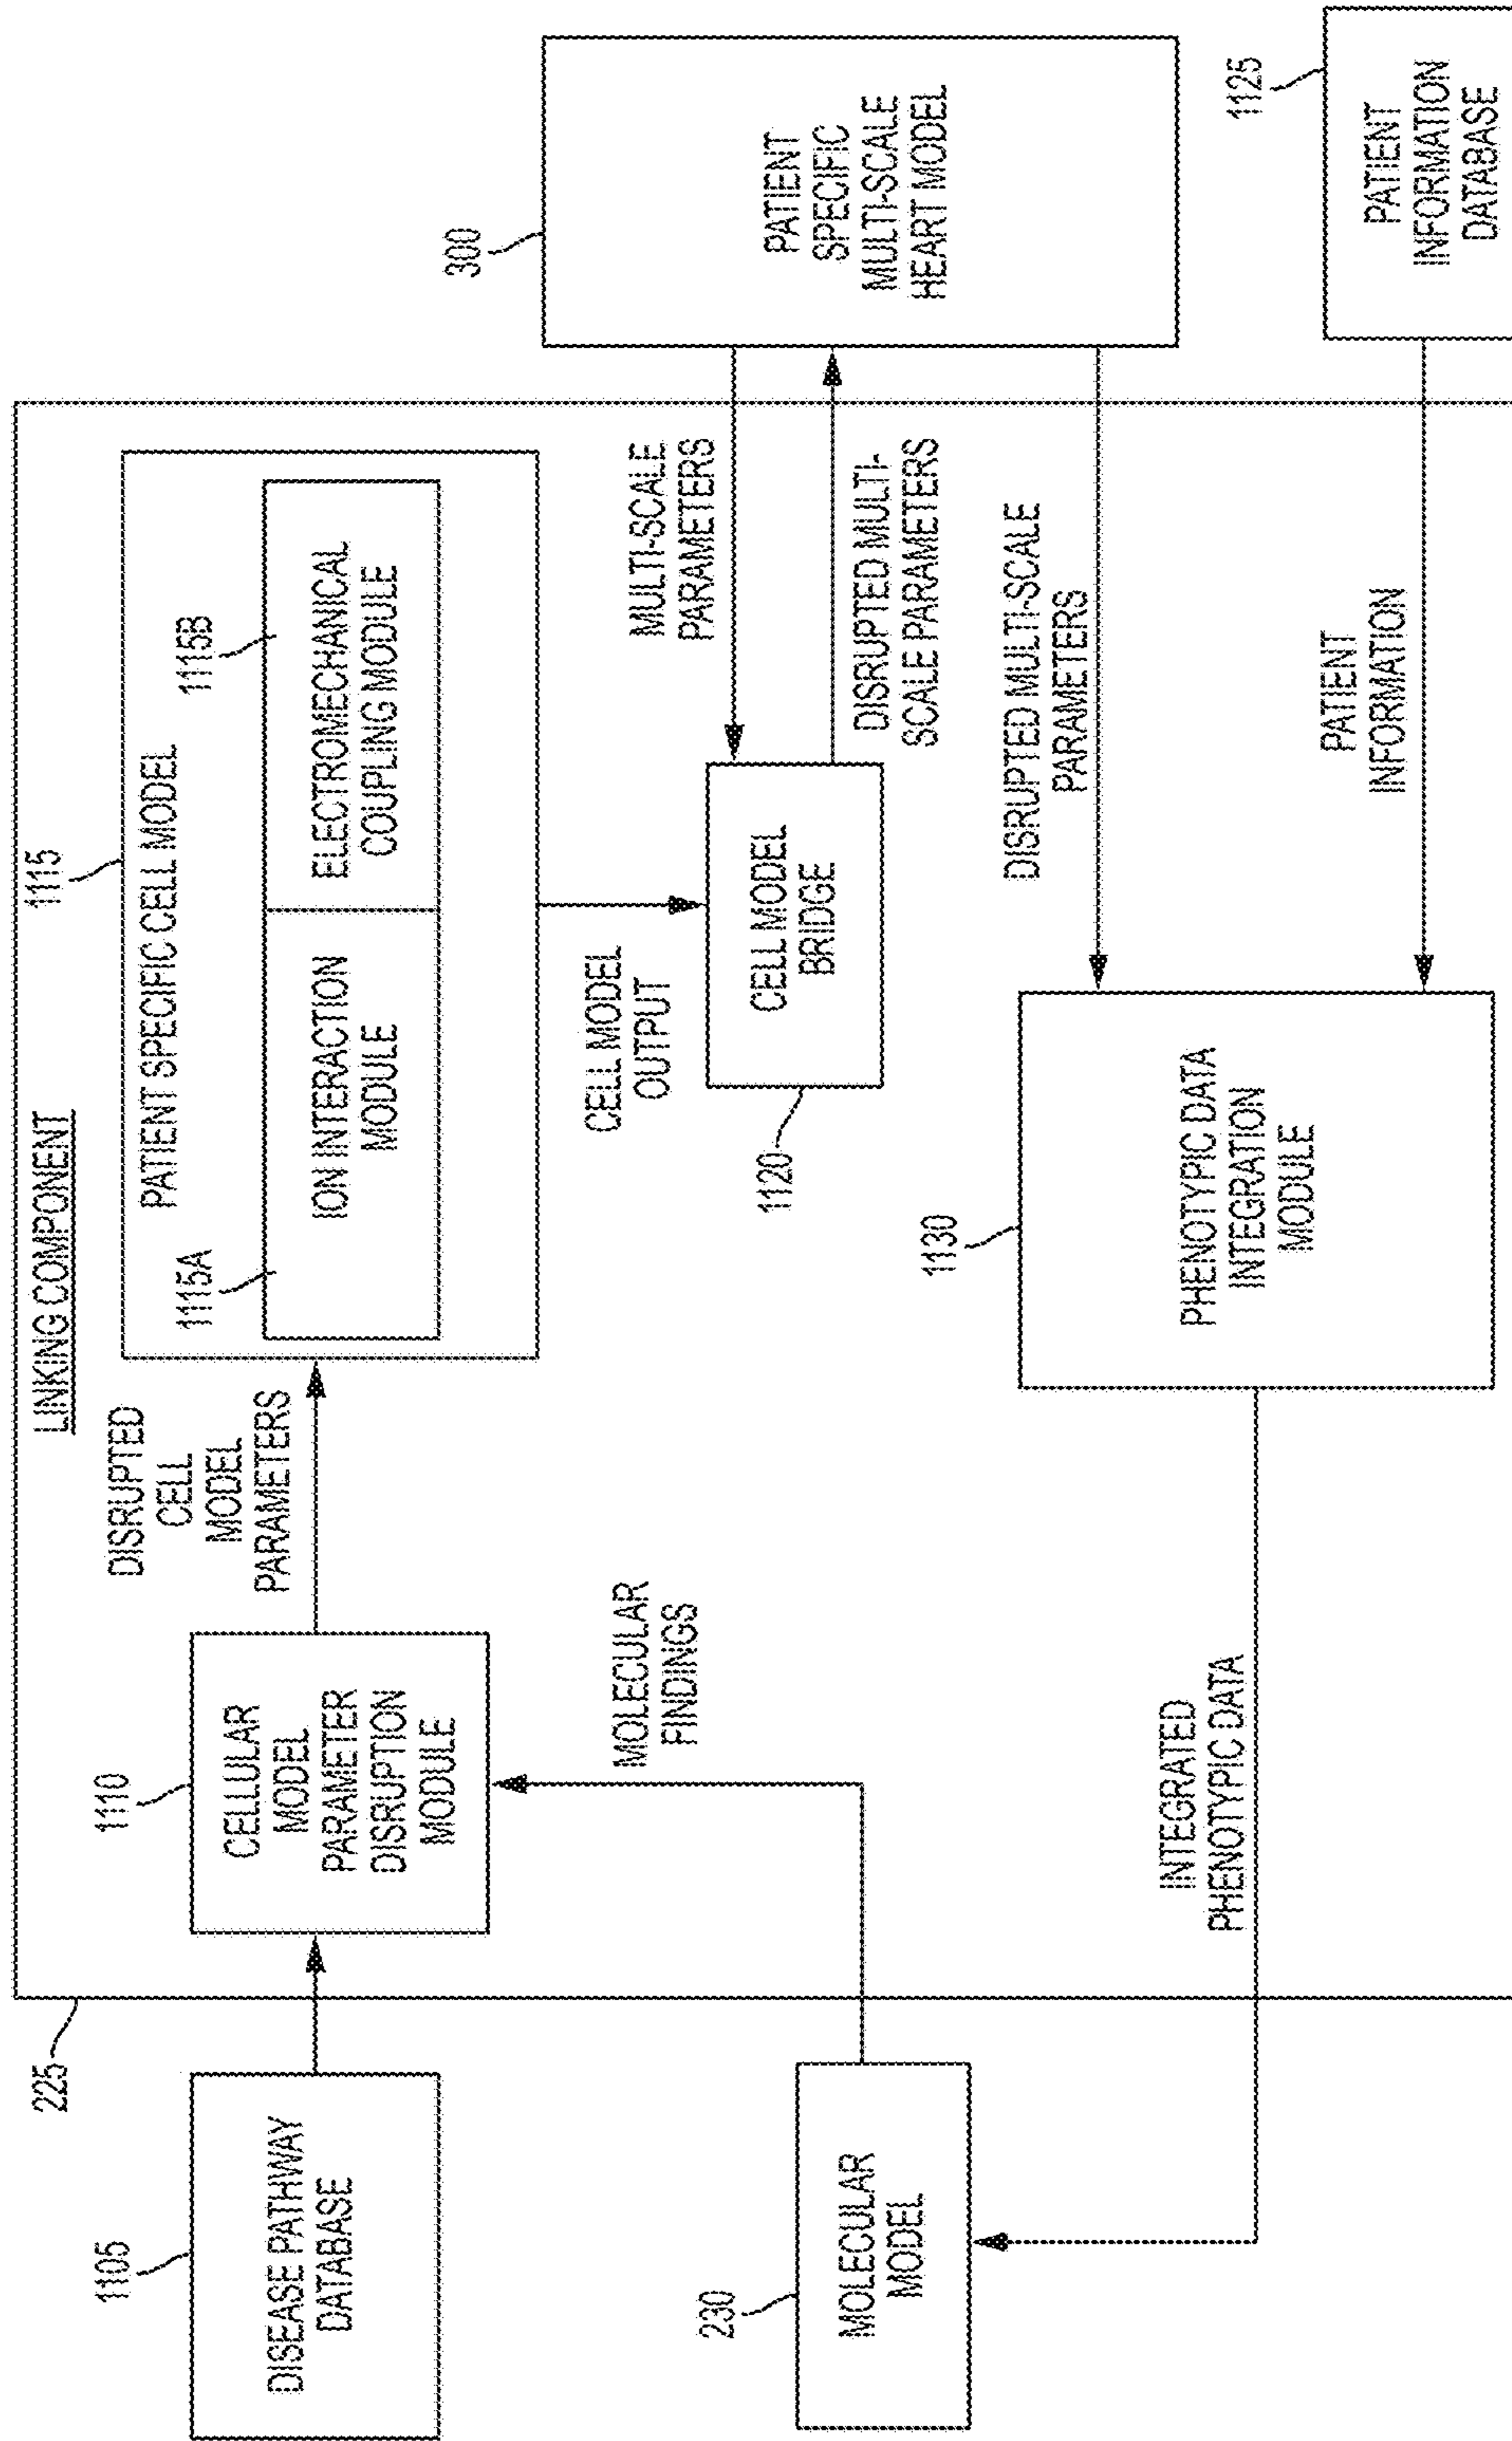 LINKING COMPONENT
225
1105
DISEASE PATHWAY
DATABASE
1110
CELLULAR
MODEL
PARAMETER
DISRUPTION
MODULE
DISRUPTED
CELL
MODEL
PARAMETERS
1115
PATIENT SPECIFIC CELL MODEL
1115A
ION INTERACTION
MODULE
1115B
ELECTROMECHANICAL
COUPLING MODULE
230
MOLECULAR
MODEL
MOLECULAR
FINDINGS
CELL MODEL
OUTPUT
1120
CELL MODEL
BRIDGE
MULTI-SCALE
PARAMETERS
DISRUPTED MULTI-
SCALE PARAMETERS
300
PATIENT
SPECIFIC
MULTI-SCALE
HEART MODEL
DISRUPTED MULTI-SCALE
PARAMETERS
INTEGRATED
PHENOTYPIC DATA
1130
PHENOTYPIC DATA
INTEGRATION
MODULE
PATIENT
INFORMATION
1125
PATIENT
INFORMATION
DATABASE